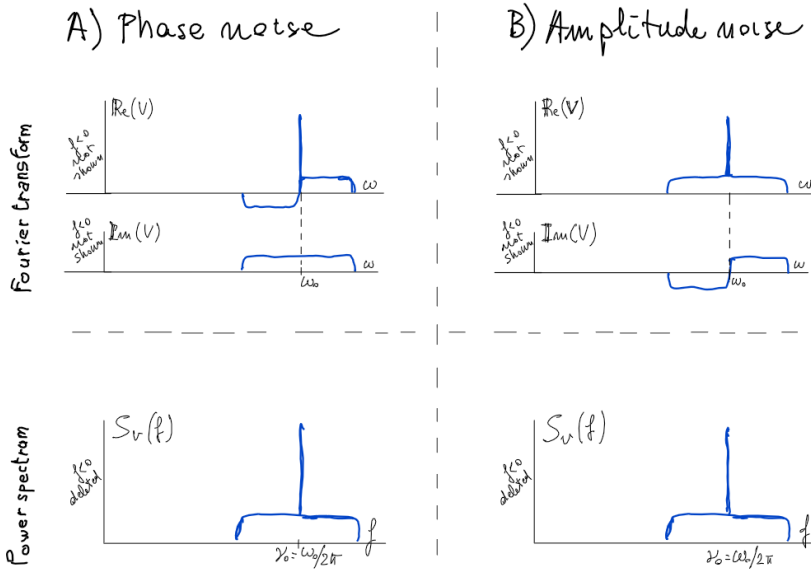 A) Phase noise
B) Amplitude noise
Fourier transform
f<0
not
shown
Re(V)
ω
f<0
not
shown
Im(V)
ω
ω₀
f<0
not
shown
Re(V)
ω
f<0
not
shown
Im(V)
ω
ω₀
Power spectram
f<0
deleted
Sᵥ(f)
f
ν₀=ω₀/2π
f<0
deleted
Sᵥ(f)
f
ν₀=ω₀/2π